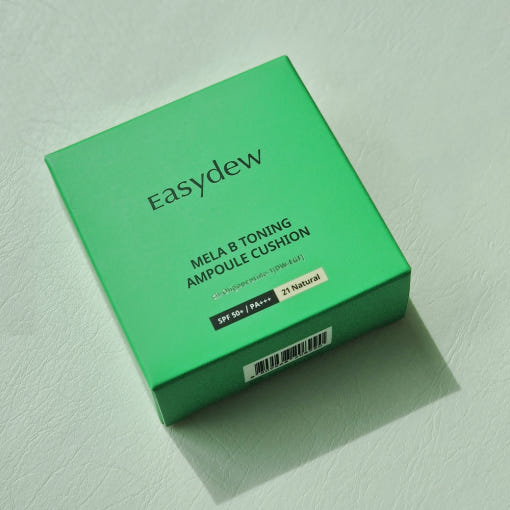 Easydew
MELA B TONING
AMPOULE CUSHION
SPF 50+ / PA+++
21 Natural